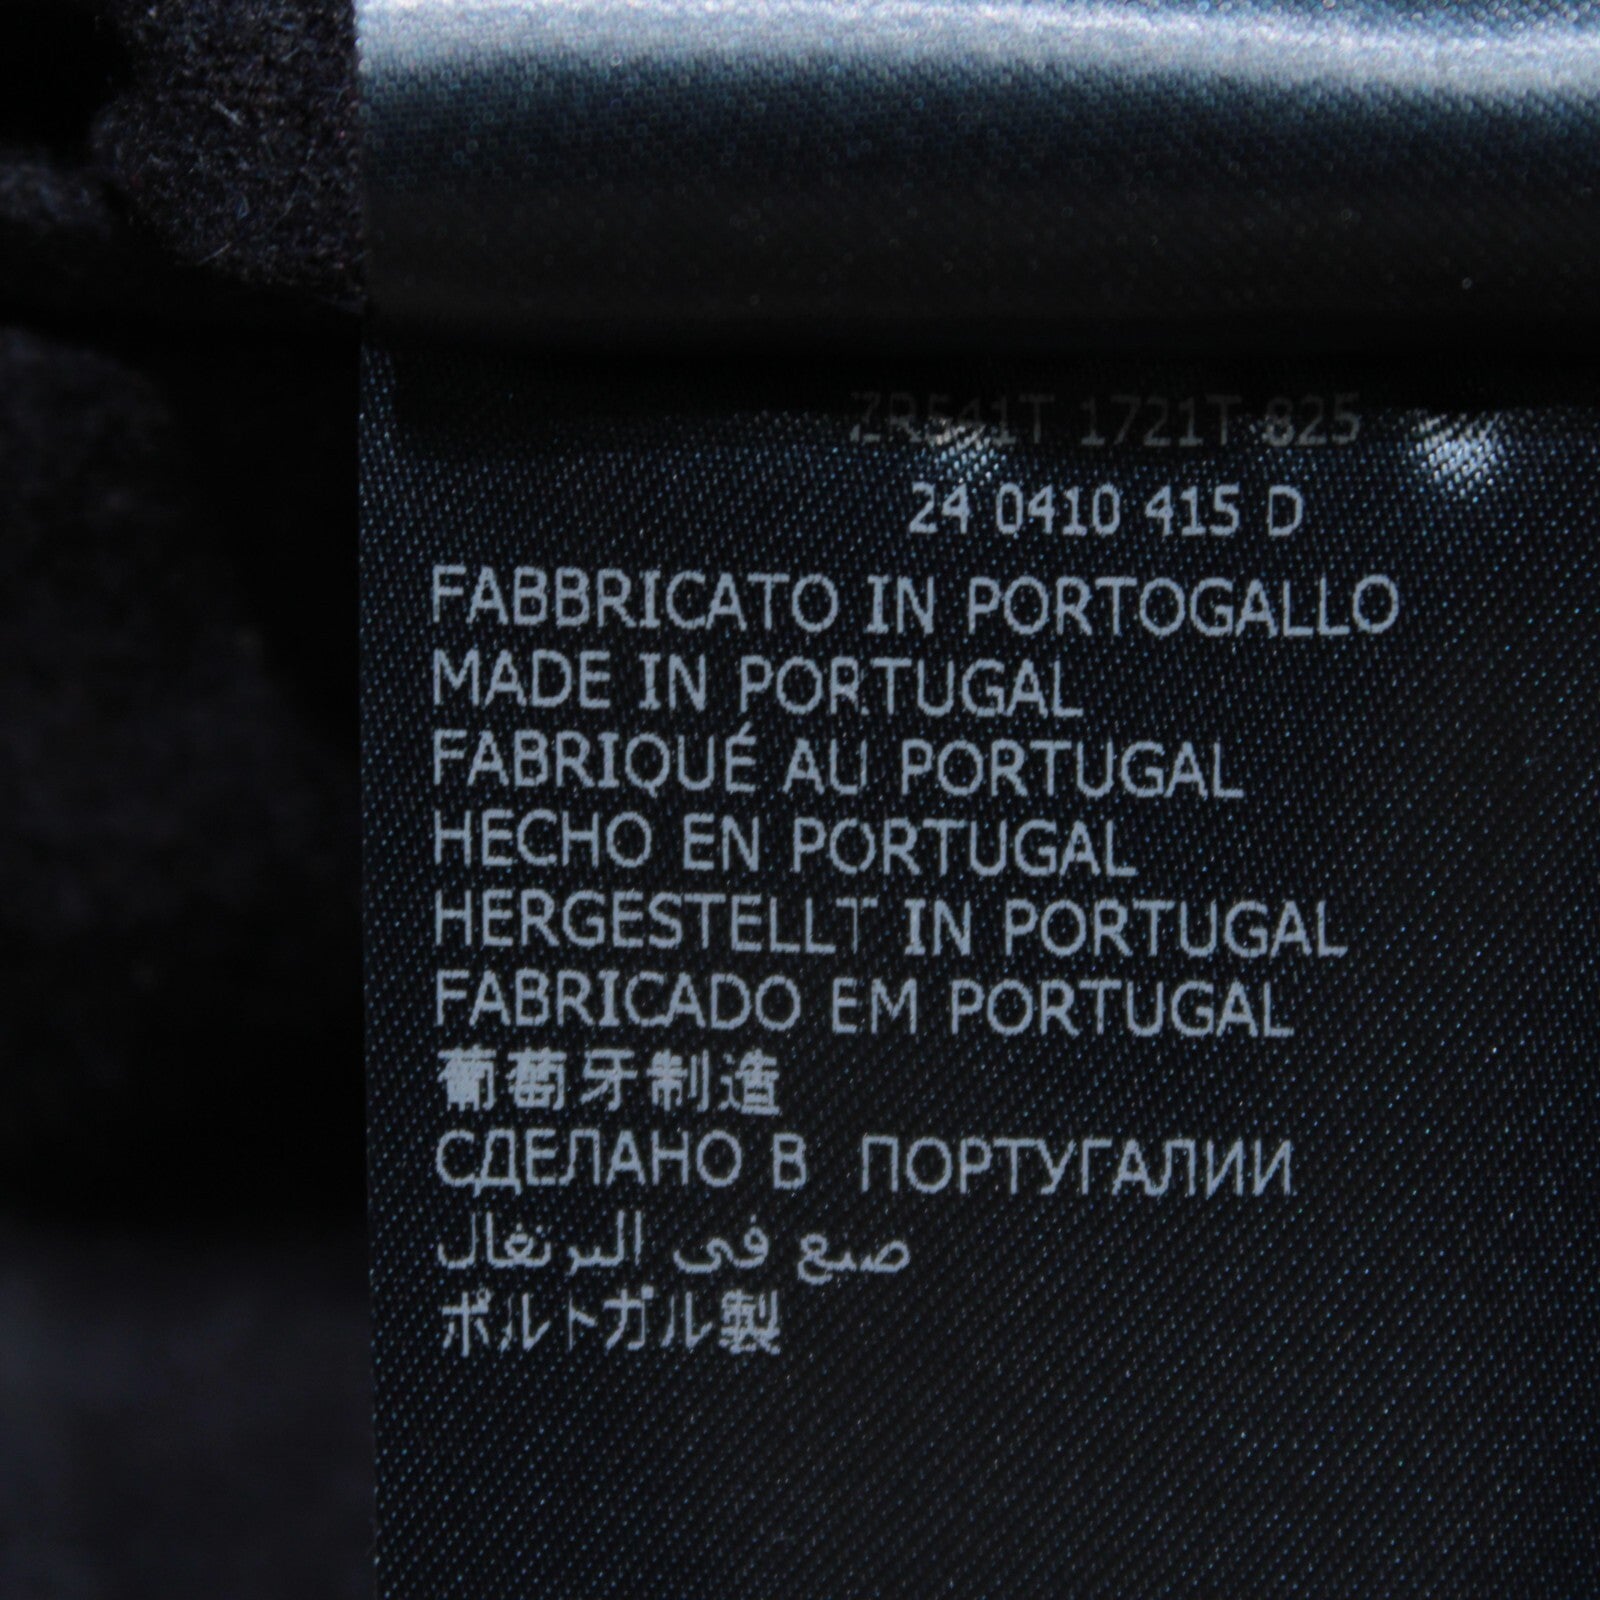 ZR541T 1721T 825
24 0410 415 D
FABBRICATO IN PORTOGALLO
MADE IN PORTUGAL
FABRIQUÉ AU PORTUGAL
HECHO EN PORTUGAL
HERGESTELLT IN PORTUGAL
FABRICADO EM PORTUGAL
葡萄牙制造
СДЕЛАНО В ПОРТУГАЛИИ
صنع فى البرتغال
ポルトガル製